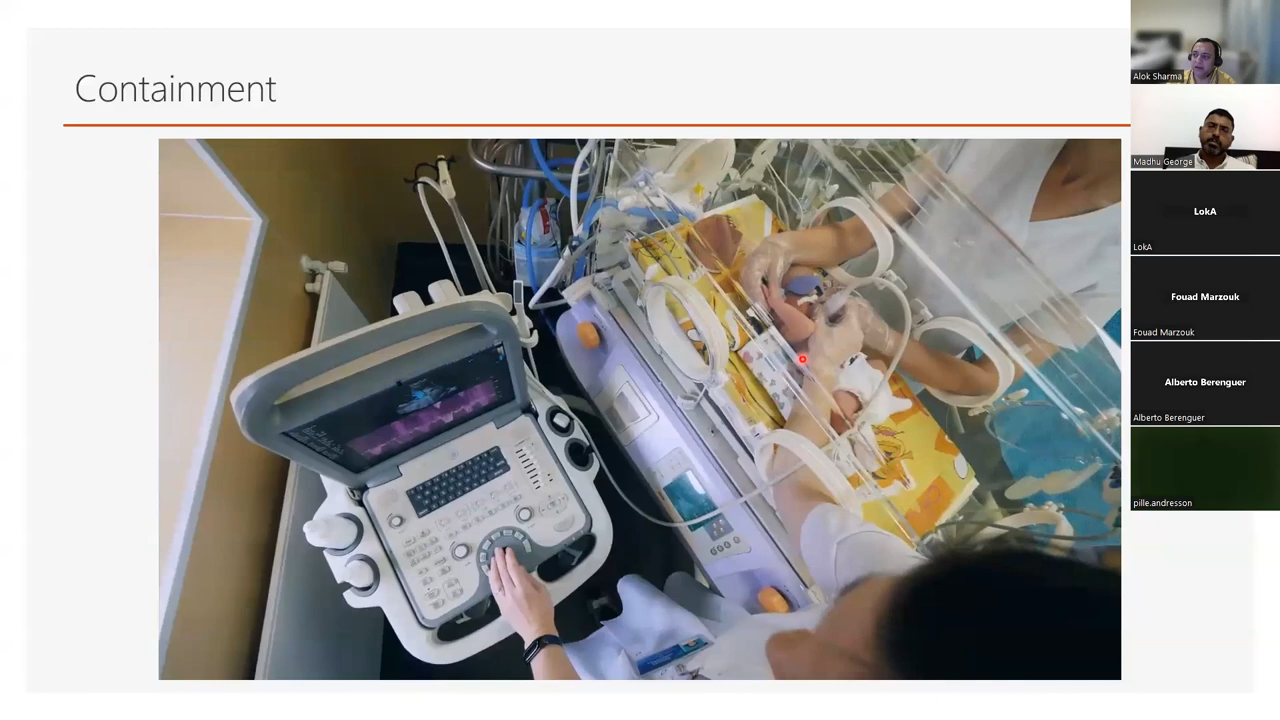 Containment
Alok Sharma
Madhu George
LokA
LokA
Fouad Marzouk
Fouad Marzouk
Alberto Berenguer
Alberto Berenguer
pille.andresson